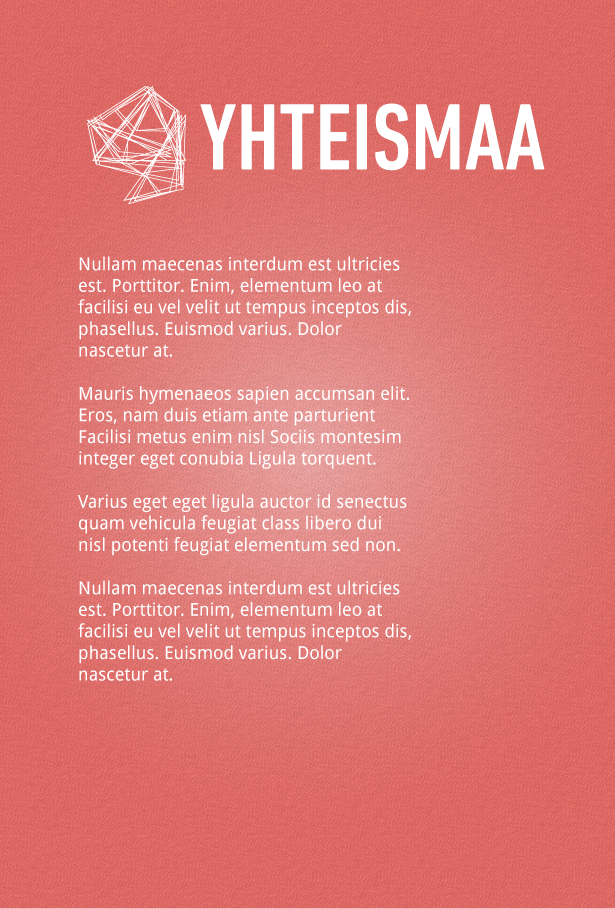 YHTEISMAA
Nullam maecenas interdum est ultricies
est. Porttitor. Enim, elementum leo at
facilisi eu vel velit ut tempus inceptos dis,
phasellus. Euismod varius. Dolor
nascetur at.
Mauris hymenaeos sapien accumsan elit.
Eros, nam duis etiam ante parturient
Facilisi metus enim nisl Sociis montesim
integer eget conubia Ligula torquent.
Varius eget eget ligula auctor id senectus
quam vehicula feugiat class libero dui
nisl potenti feugiat elementum sed non.
Nullam maecenas interdum est ultricies
est. Porttitor. Enim, elementum leo at
facilisi eu vel velit ut tempus inceptos dis,
phasellus. Euismod varius. Dolor
nascetur at.